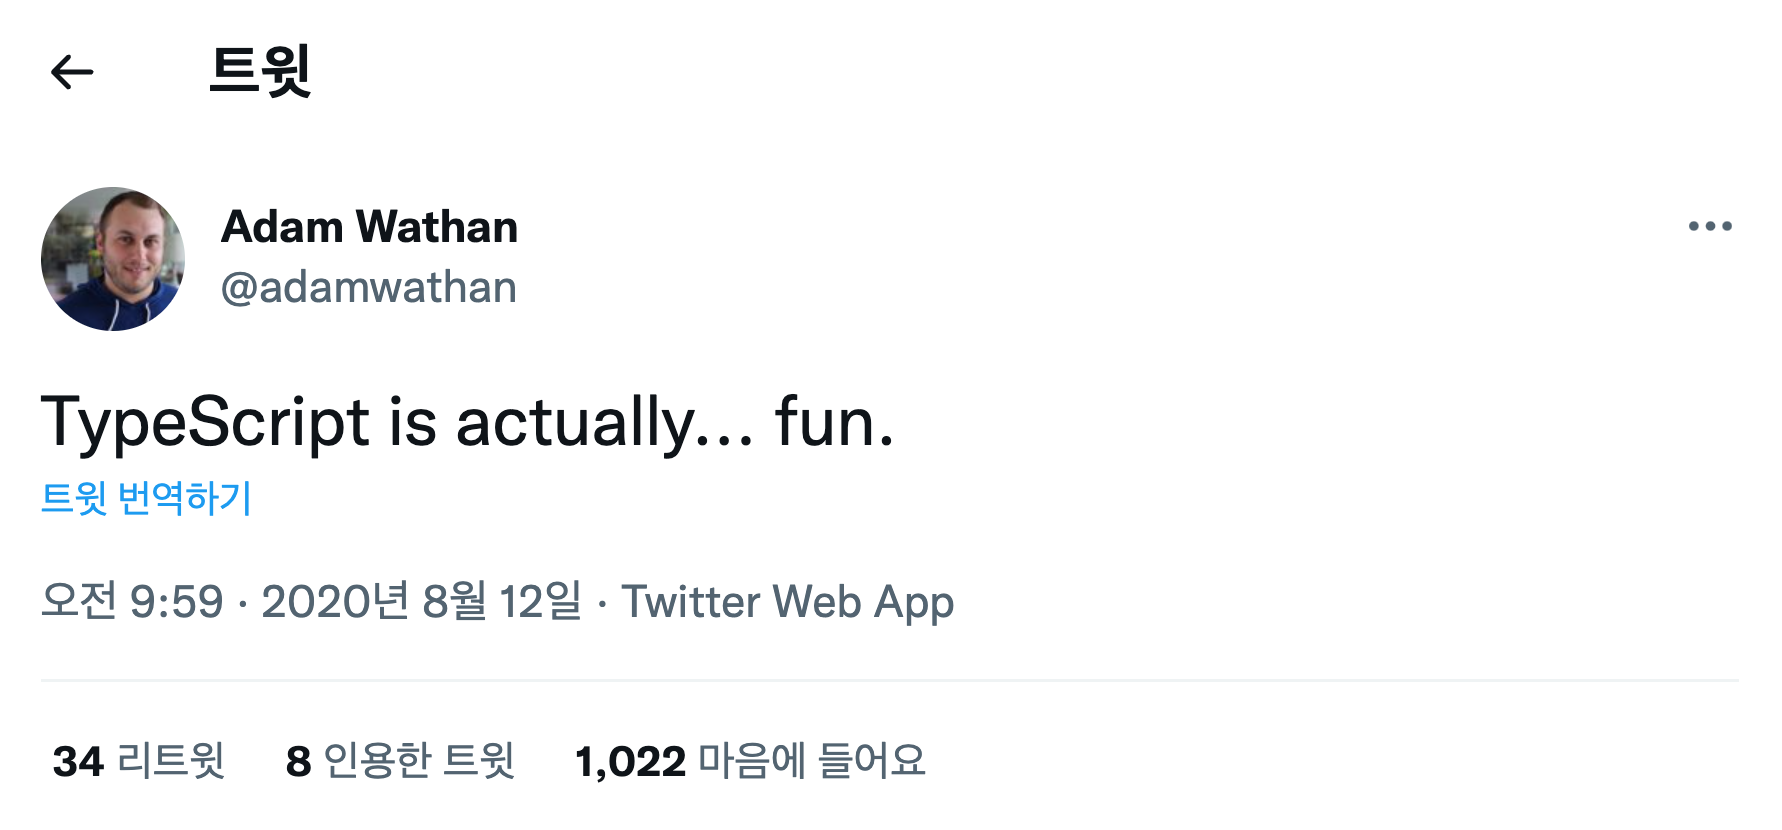 트윗
Adam Wathan
@adamwathan
TypeScript is actually... fun.
트윗 번역하기
오전 9:59 · 2020년 8월 12일 · Twitter Web App
34 리트윗 8 인용한 트윗 1,022 마음에 들어요